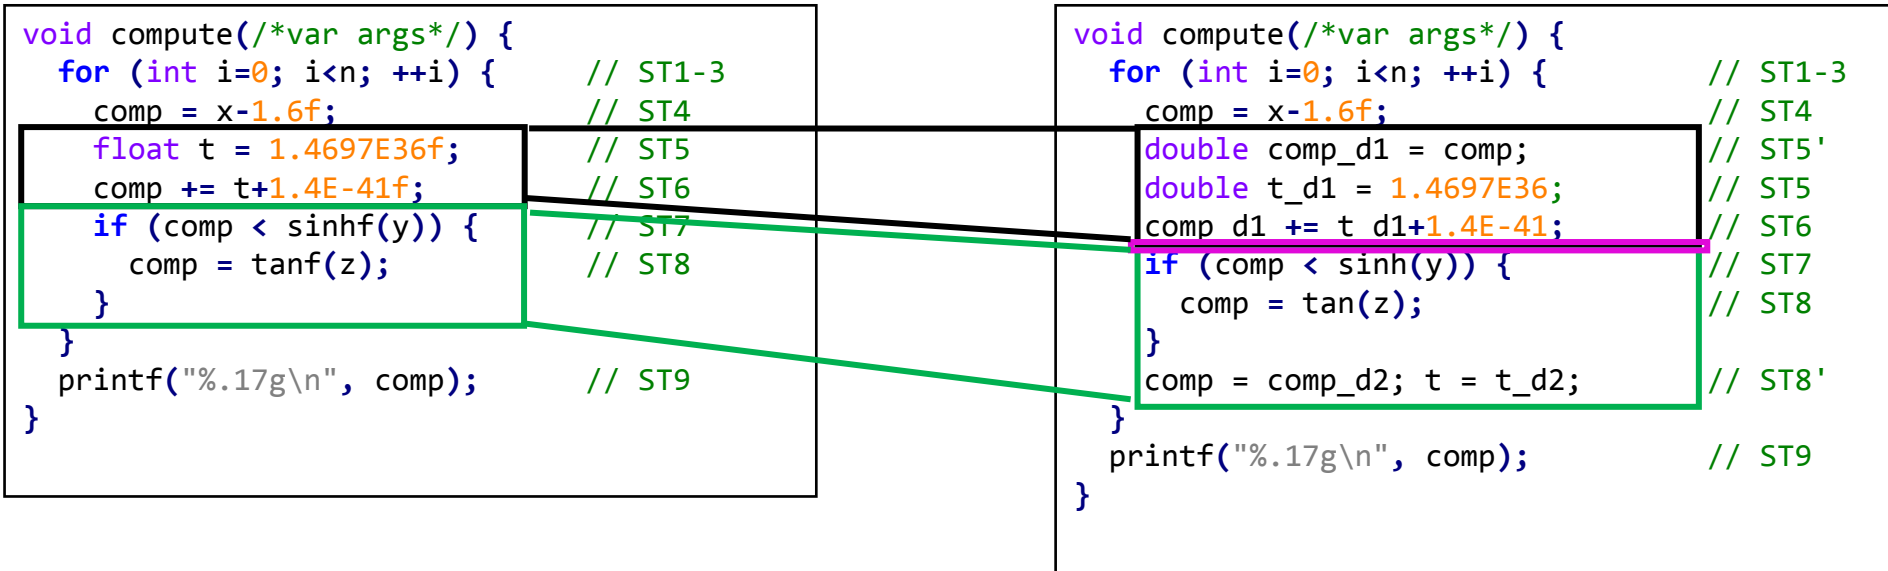 void compute(/*var args*/) {
for (int i=0; i<n; ++i) { // ST1-3
comp = x-1.6f; // ST4
float t = 1.4697E36f; // ST5
comp += t+1.4E-41f; // ST6
if (comp < sinhf(y)) { // ST7
comp = tanf(z); // ST8
}
}
printf("%.17g\n", comp); // ST9
}
void compute(/*var args*/) {
for (int i=0; i<n; ++i) { // ST1-3
comp = x-1.6f; // ST4
double comp_d1 = comp; // ST5'
double t_d1 = 1.4697E36; // ST5
comp_d1 += t_d1+1.4E-41; // ST6
if (comp < sinh(y)) { // ST7
comp = tan(z); // ST8
}
comp = comp_d2; t = t_d2; // ST8'
}
printf("%.17g\n", comp); // ST9
}